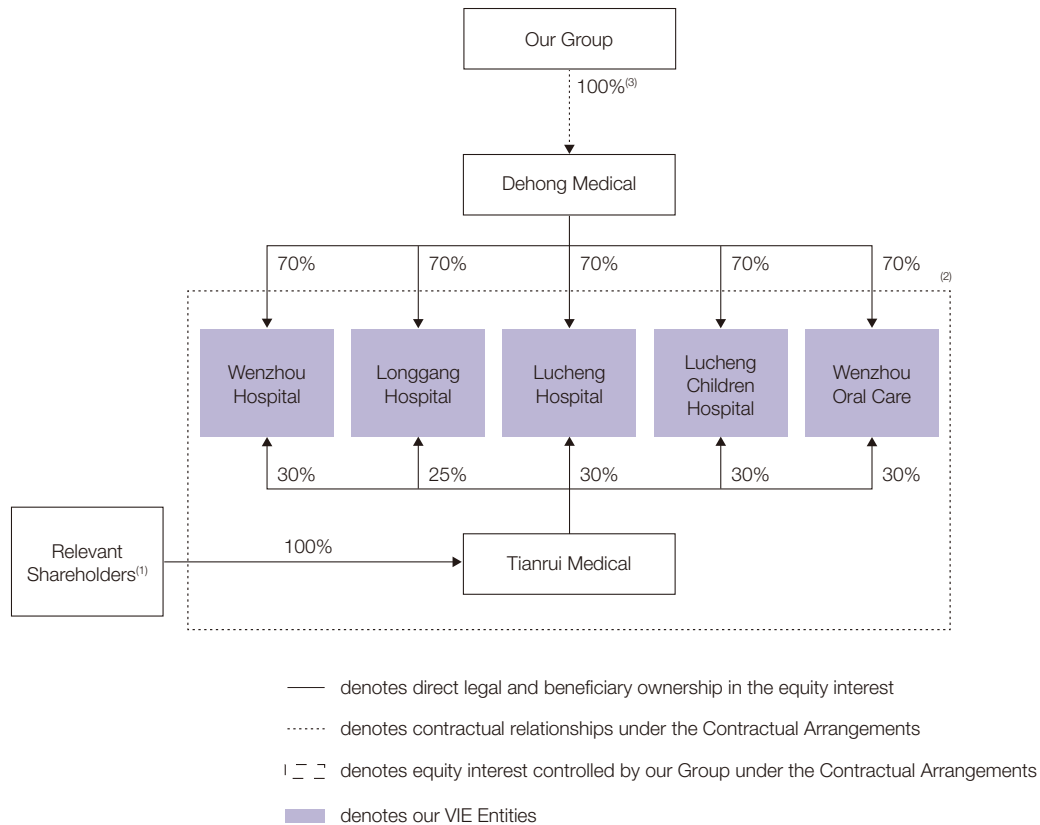 Our Group
100%(3)
Dehong Medical
70% 70% 70% 70% 70% (2)
Wenzhou
Hospital
Longgang
Hospital
Lucheng
Hospital
Lucheng
Children
Hospital
Wenzhou
Oral Care
30% 25% 30% 30% 30%
Relevant
Shareholders(1)
100%
Tianrui Medical
denotes direct legal and beneficiary ownership in the equity interest
denotes contractual relationships under the Contractual Arrangements
denotes equity interest controlled by our Group under the Contractual Arrangements
denotes our VIE Entities